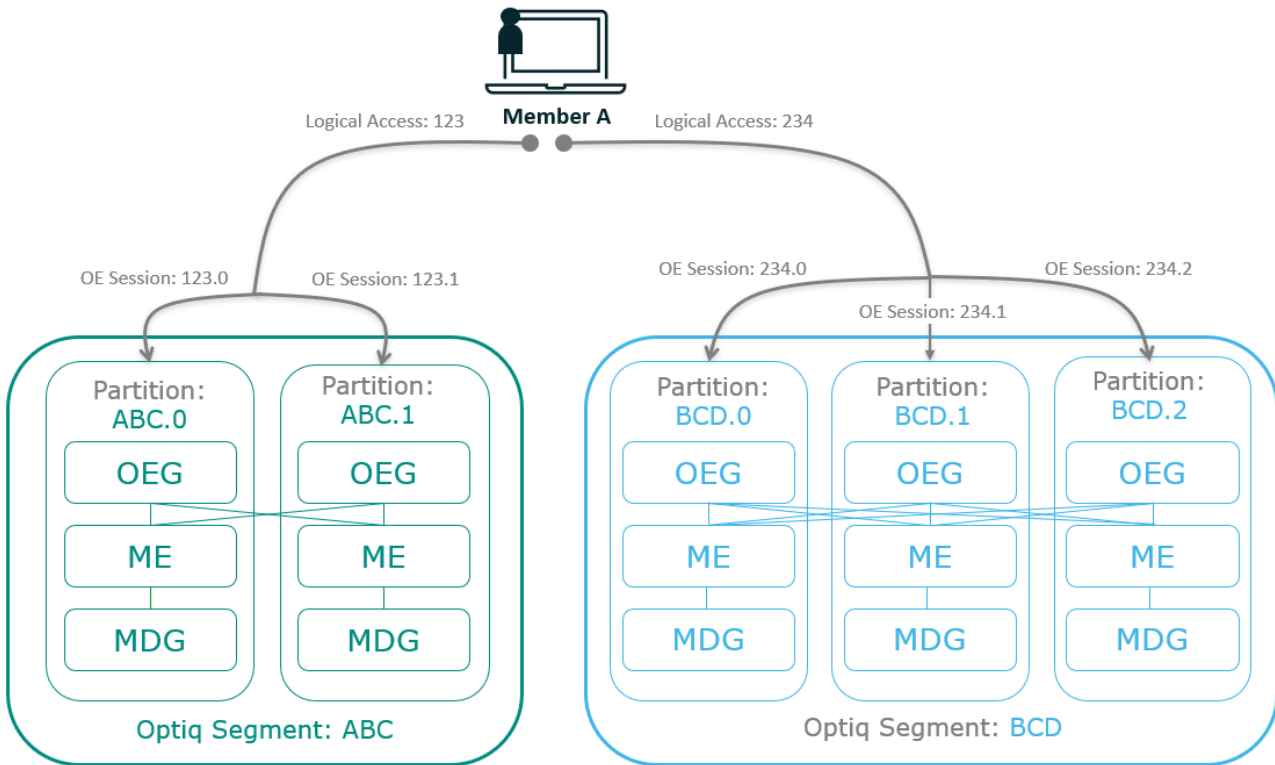 Member A
Logical Access: 123
Logical Access: 234
OE Session: 123.0
OE Session: 123.1
OE Session: 234.0
OE Session: 234.1
OE Session: 234.2
Partition:
ABC.0
OEG
ME
MDG
Partition:
ABC.1
OEG
ME
MDG
Optiq Segment: ABC
Partition:
BCD.0
OEG
ME
MDG
Partition:
BCD.1
OEG
ME
MDG
Partition:
BCD.2
OEG
ME
MDG
Optiq Segment: BCD